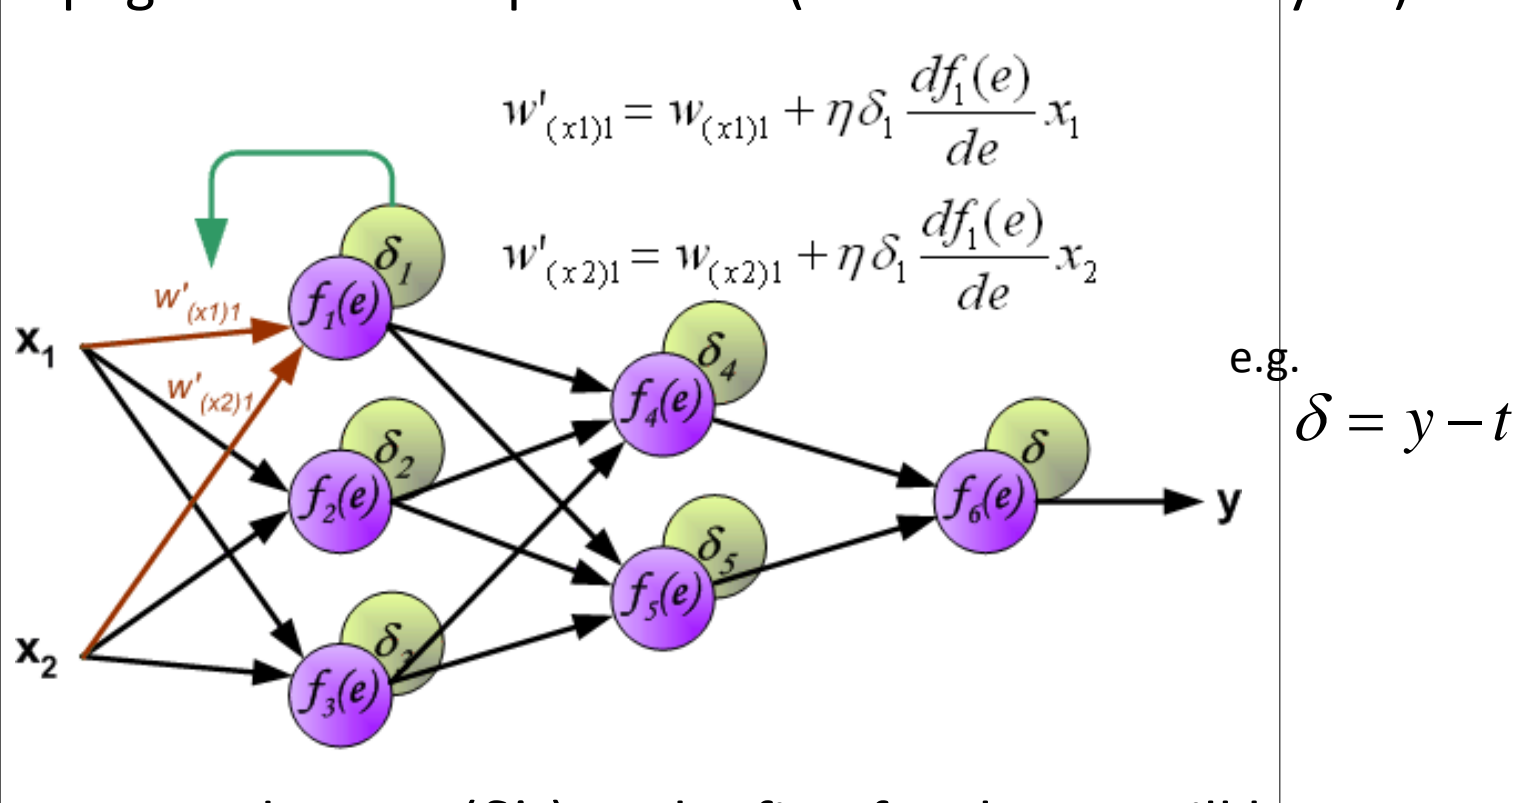 w'(x1)1 = w(x1)1 + ηδ1 df1(e)/de x1
w'(x2)1 = w(x2)1 + ηδ1 df1(e)/de x2
δ1
f1(e)
w'(x1)1
x1
w'(x2)1
δ4
f4(e)
e.g.
δ = y − t
δ2
f2(e)
δ
f6(e)
y
δ5
f5(e)
x2
δ3
f3(e)